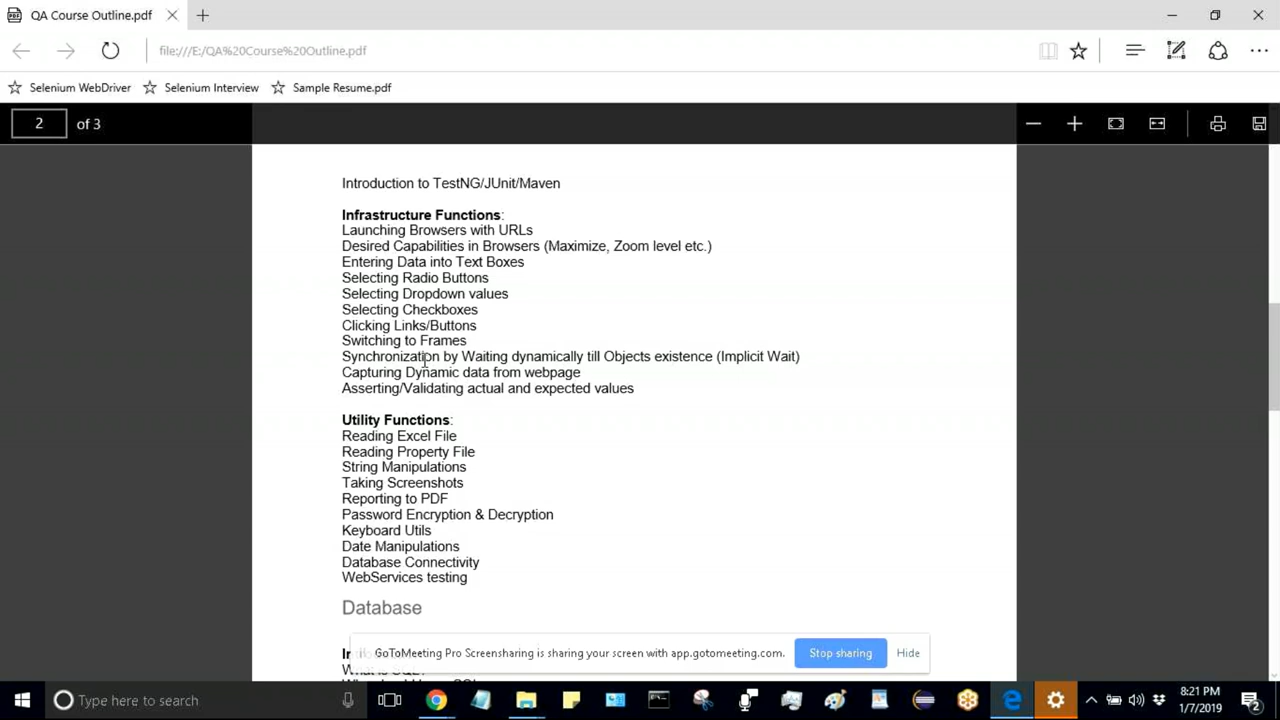 QA Course Outline.pdf
file:///E:/QA%20Course%20Outline.pdf
Selenium WebDriver
Selenium Interview
Sample Resume.pdf
2 of 3
Introduction to TestNG/JUnit/Maven
Infrastructure Functions:
Launching Browsers with URLs
Desired Capabilities in Browsers (Maximize, Zoom level etc.)
Entering Data into Text Boxes
Selecting Radio Buttons
Selecting Dropdown values
Selecting Checkboxes
Clicking Links/Buttons
Switching to Frames
Synchronization by Waiting dynamically till Objects existence (Implicit Wait)
Capturing Dynamic data from webpage
Asserting/Validating actual and expected values
Utility Functions:
Reading Excel File
Reading Property File
String Manipulations
Taking Screenshots
Reporting to PDF
Password Encryption & Decryption
Keyboard Utils
Date Manipulations
Database Connectivity
WebServices testing
Database
GoToMeeting Pro Screensharing is sharing your screen with app.gotomeeting.com.
Stop sharing
Hide
Type here to search
8:21 PM
1/7/2019
2